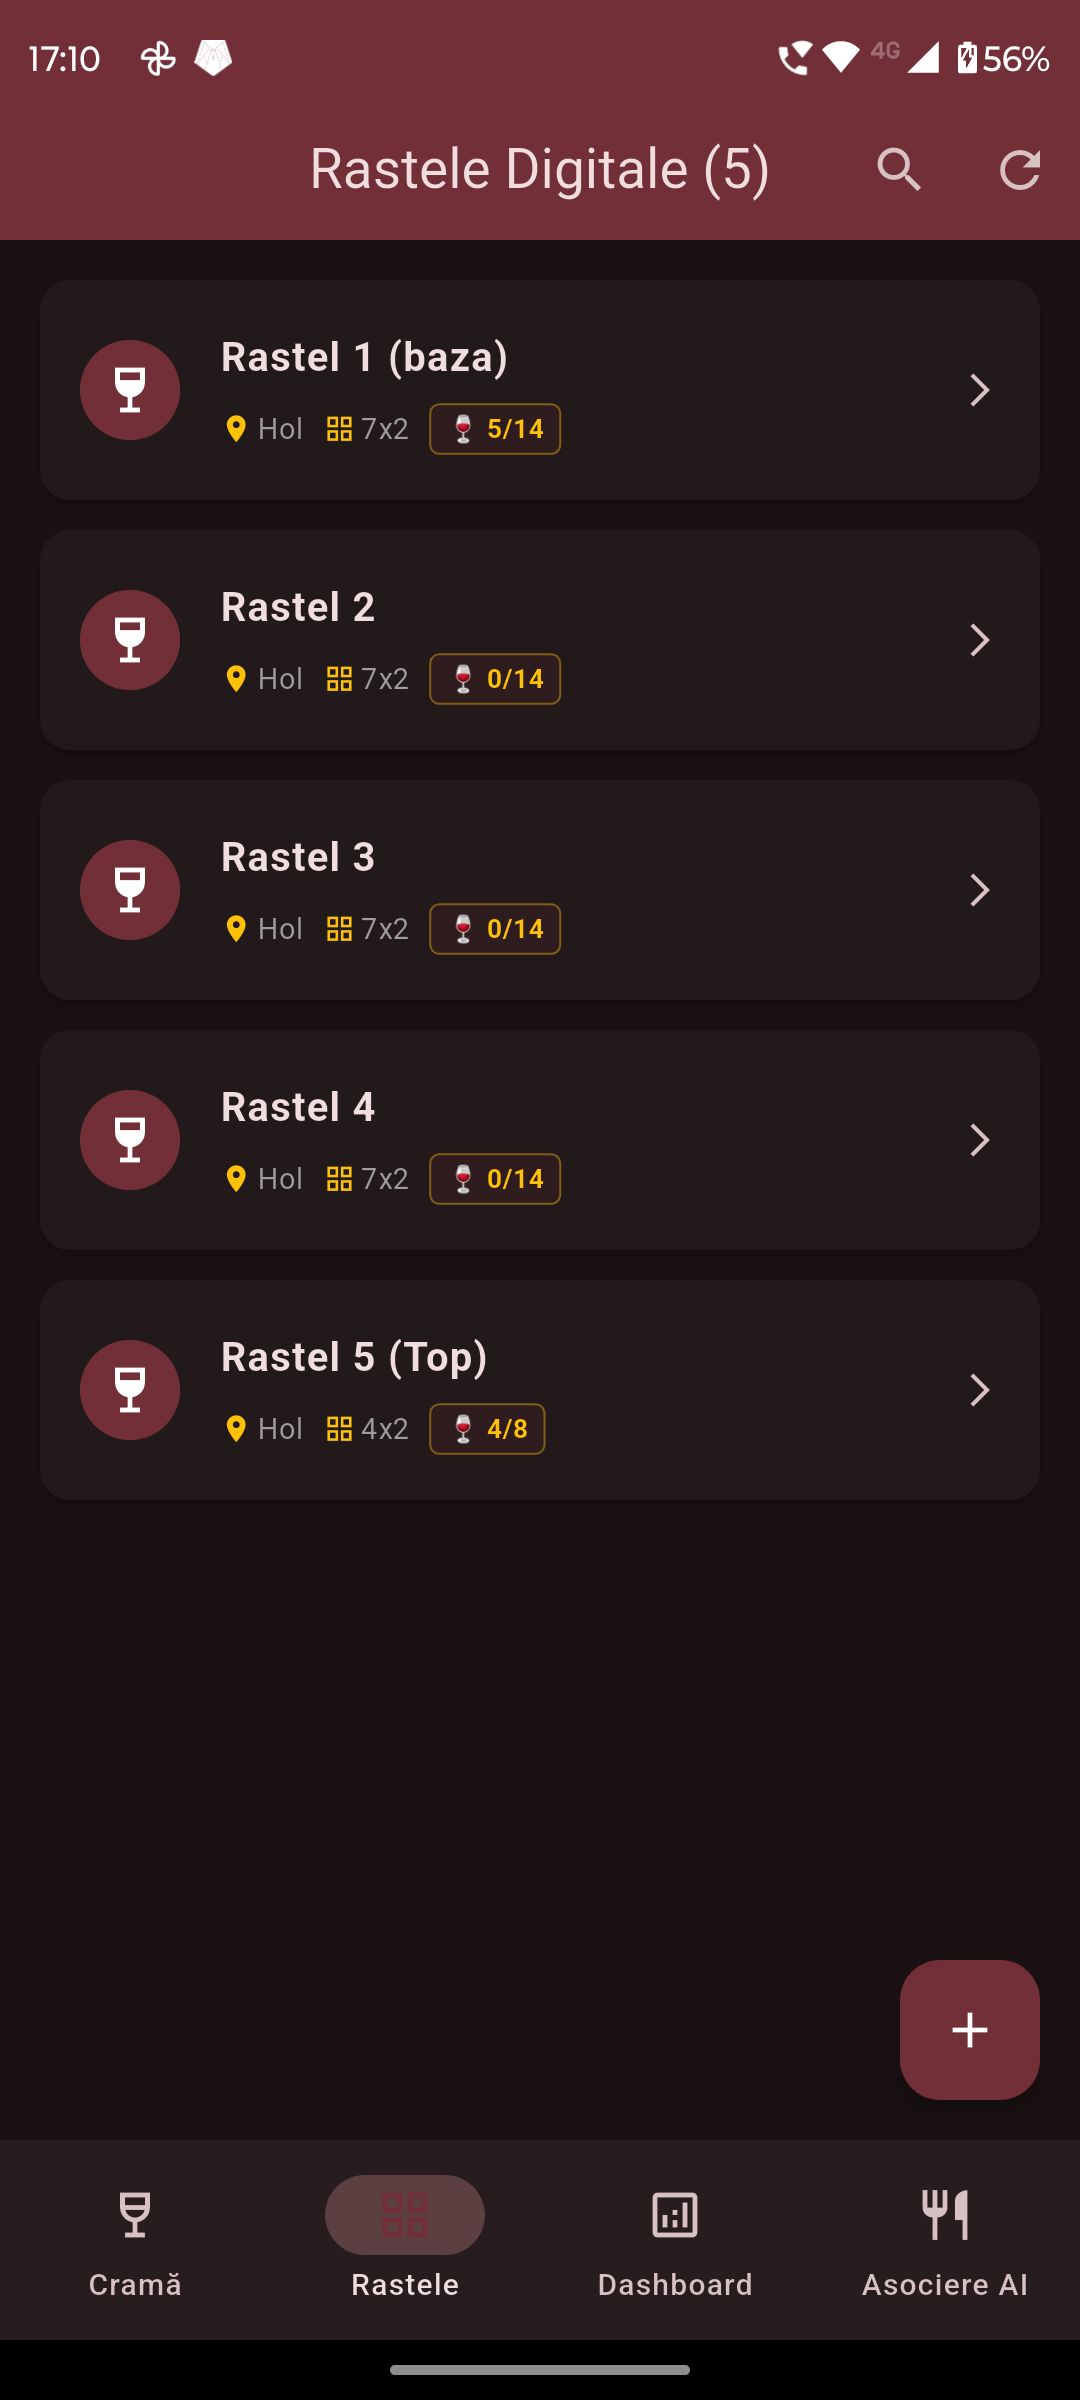 17:10
4G
56%
Rastele Digitale (5)
Rastel 1 (baza)
Hol 7x2 5/14
Rastel 2
Hol 7x2 0/14
Rastel 3
Hol 7x2 0/14
Rastel 4
Hol 7x2 0/14
Rastel 5 (Top)
Hol 4x2 4/8
Cramă Rastele Dashboard Asociere AI